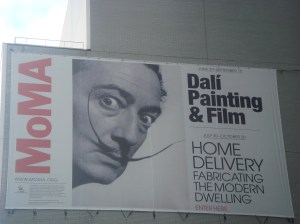 MoMA
Dalí
Painting
& Film
HOME
DELIVERY
FABRICATING
THE MODERN
DWELLING